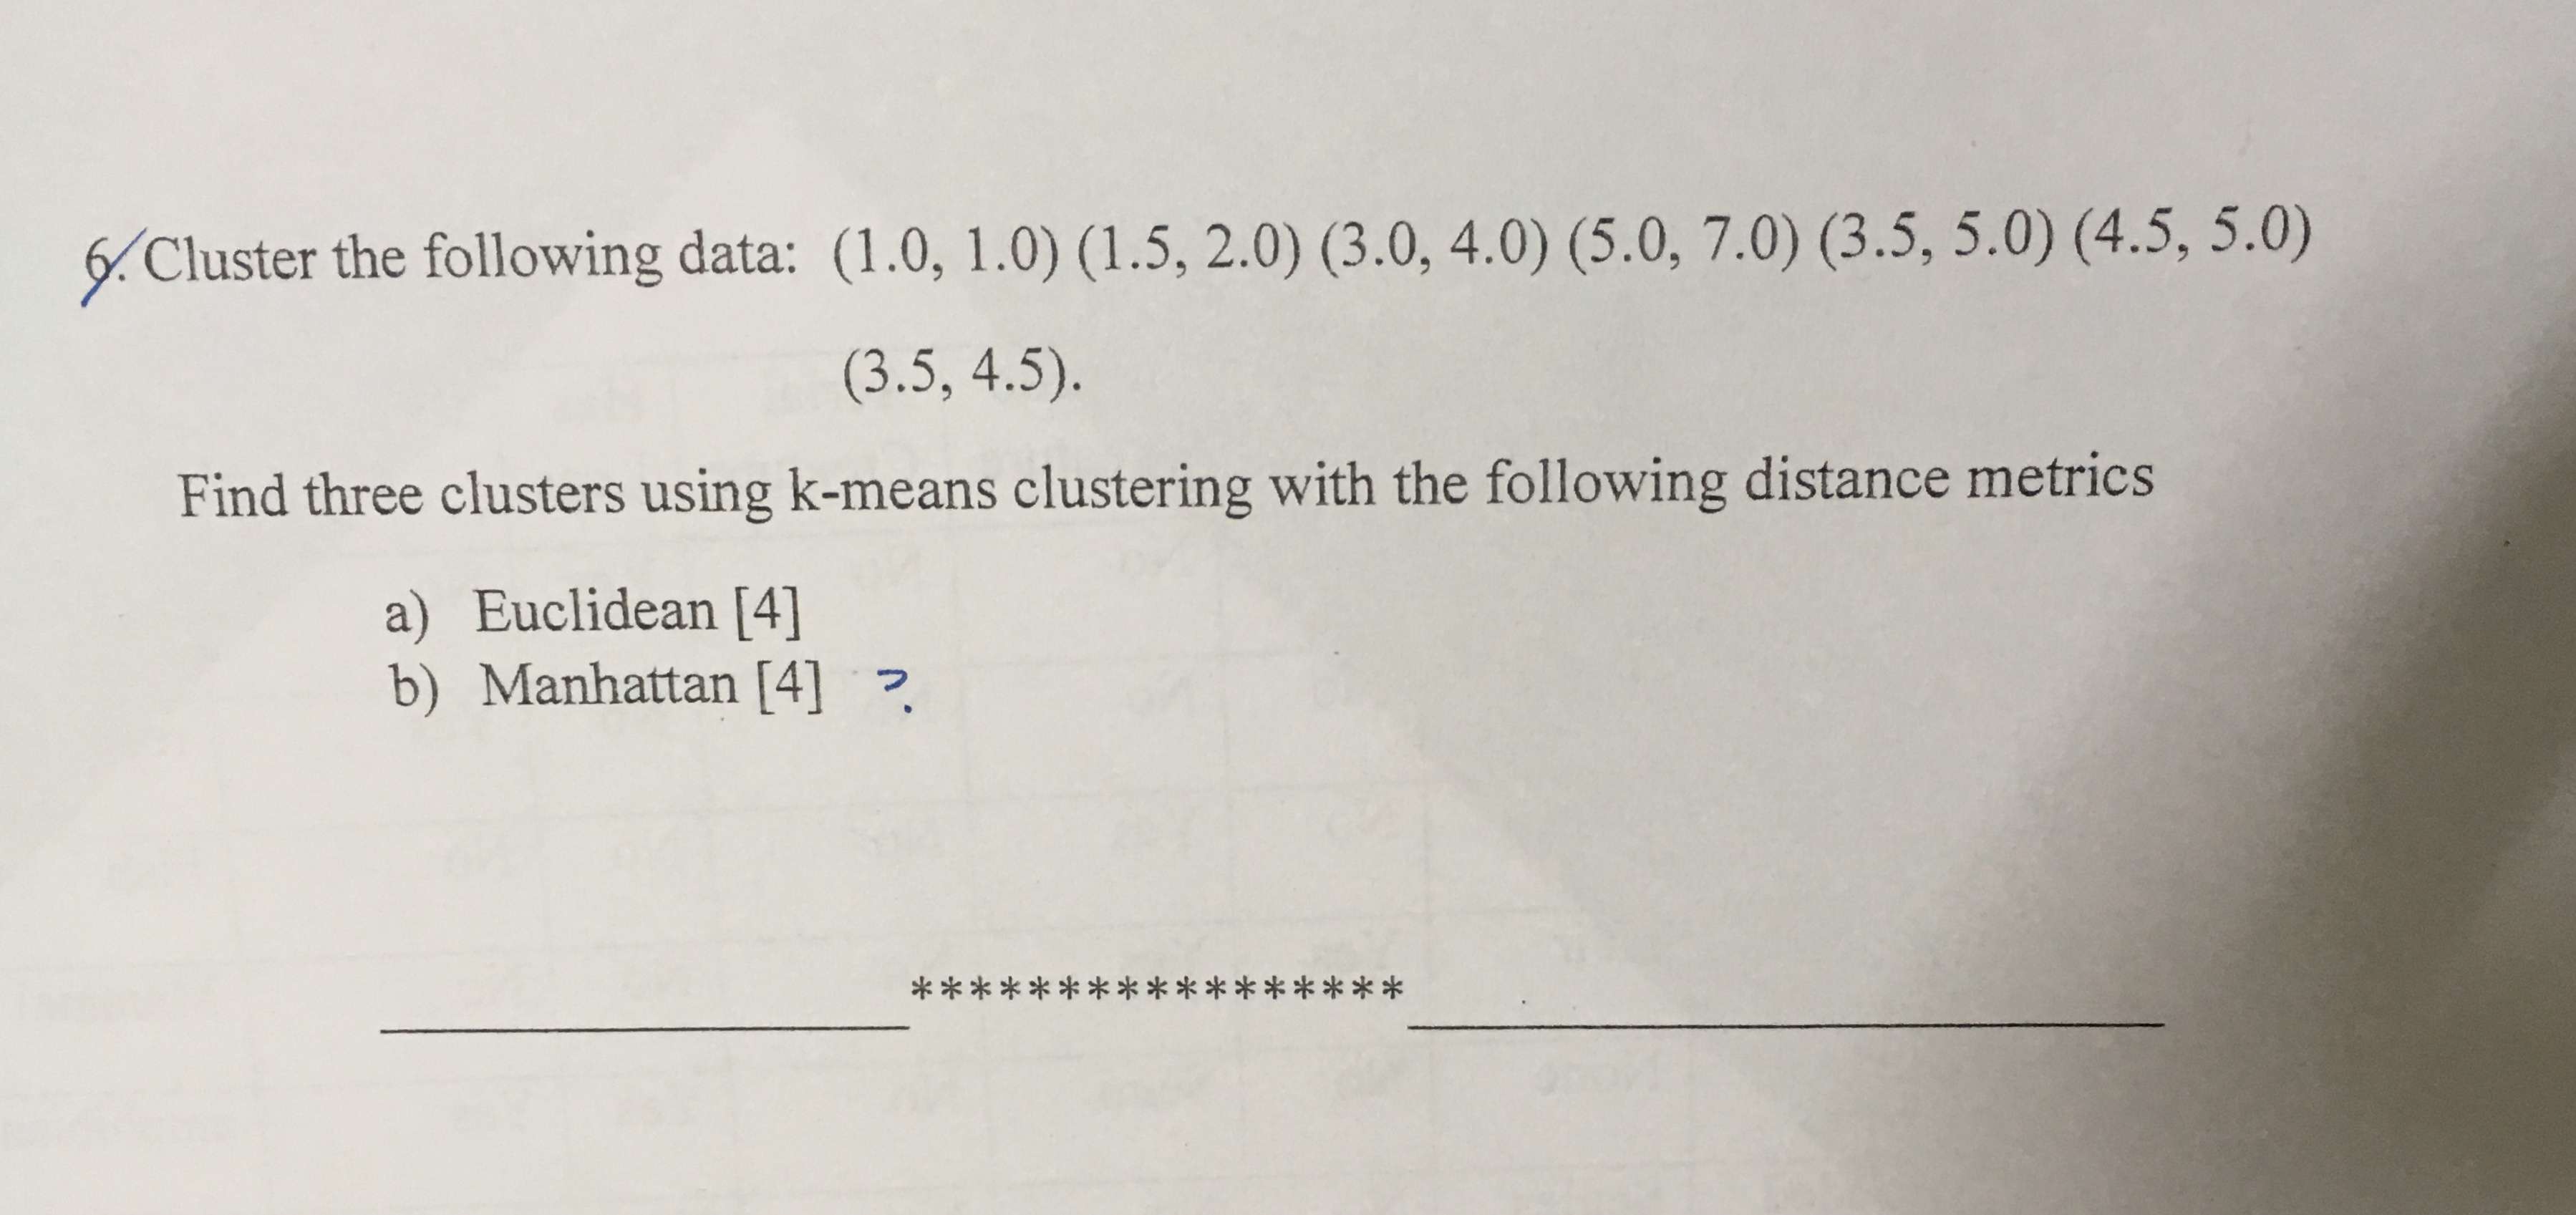 6. Cluster the following data: (1.0, 1.0) (1.5, 2.0) (3.0, 4.0) (5.0, 7.0) (3.5, 5.0) (4.5, 5.0)
(3.5, 4.5).
Find three clusters using k-means clustering with the following distance metrics
a) Euclidean [4]
b) Manhattan [4] ?
*****************